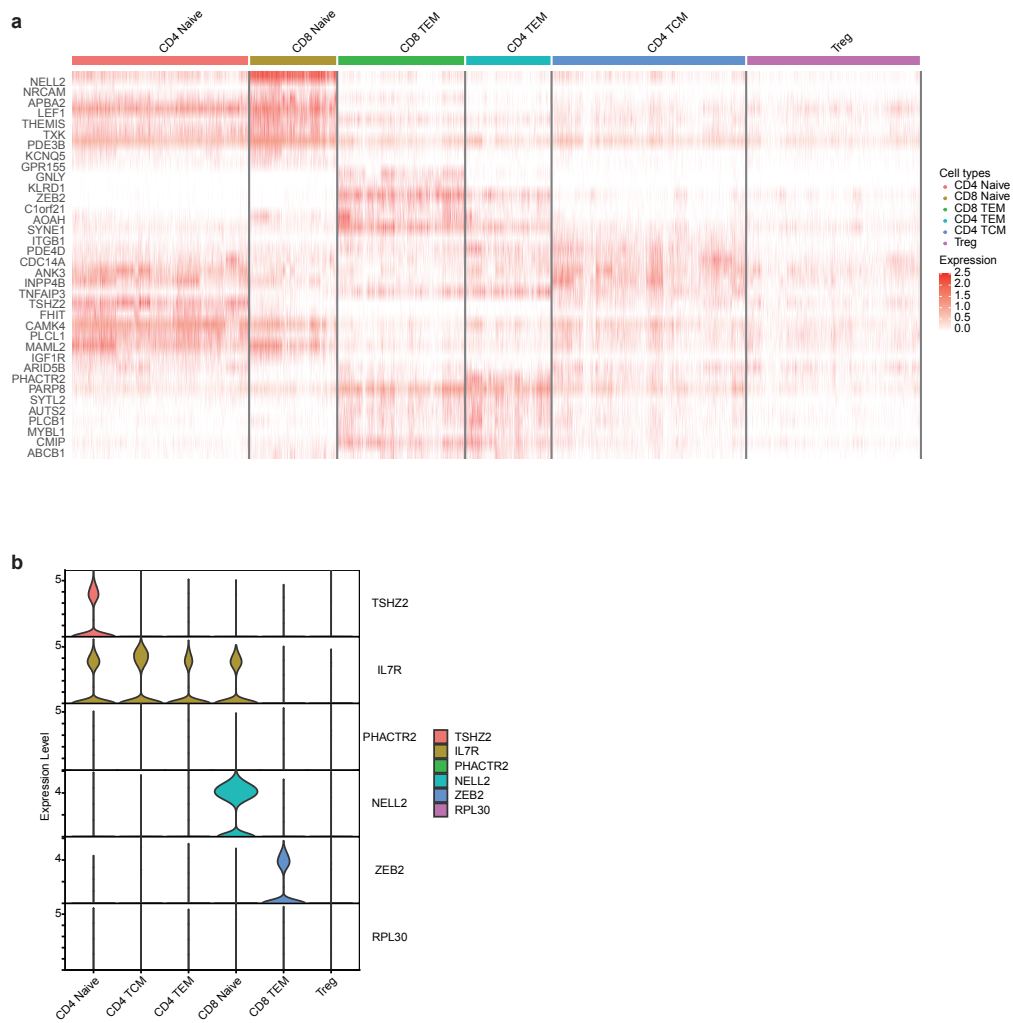 a
CD4 Naive
CD8 Naive
CD8 TEM
CD4 TEM
CD4 TCM
Treg
NELL2
NRCAM
APBA2
LEF1
THEMIS
TXK
PDE3B
KCNQ5
GPR155
GNLY
KLRD1
ZEB2
C1orf21
AOAH
SYNE1
ITGB1
PDE4D
CDC14A
ANK3
INPP4B
TNFAIP3
TSHZ2
FHIT
CAMK4
PLCL1
MAML2
IGF1R
ARID5B
PHACTR2
PARP8
SYTL2
AUTS2
PLCB1
MYBL1
CMIP
ABCB1
Cell types
CD4 Naive
CD8 Naive
CD8 TEM
CD4 TEM
CD4 TCM
Treg
Expression
2.5
2.0
1.5
1.0
0.5
0.0
b
Expression Level
5
TSHZ2
5
IL7R
5
PHACTR2
4
NELL2
4
ZEB2
5
RPL30
CD4 Naive
CD4 TCM
CD4 TEM
CD8 Naive
CD8 TEM
Treg
TSHZ2
IL7R
PHACTR2
NELL2
ZEB2
RPL30